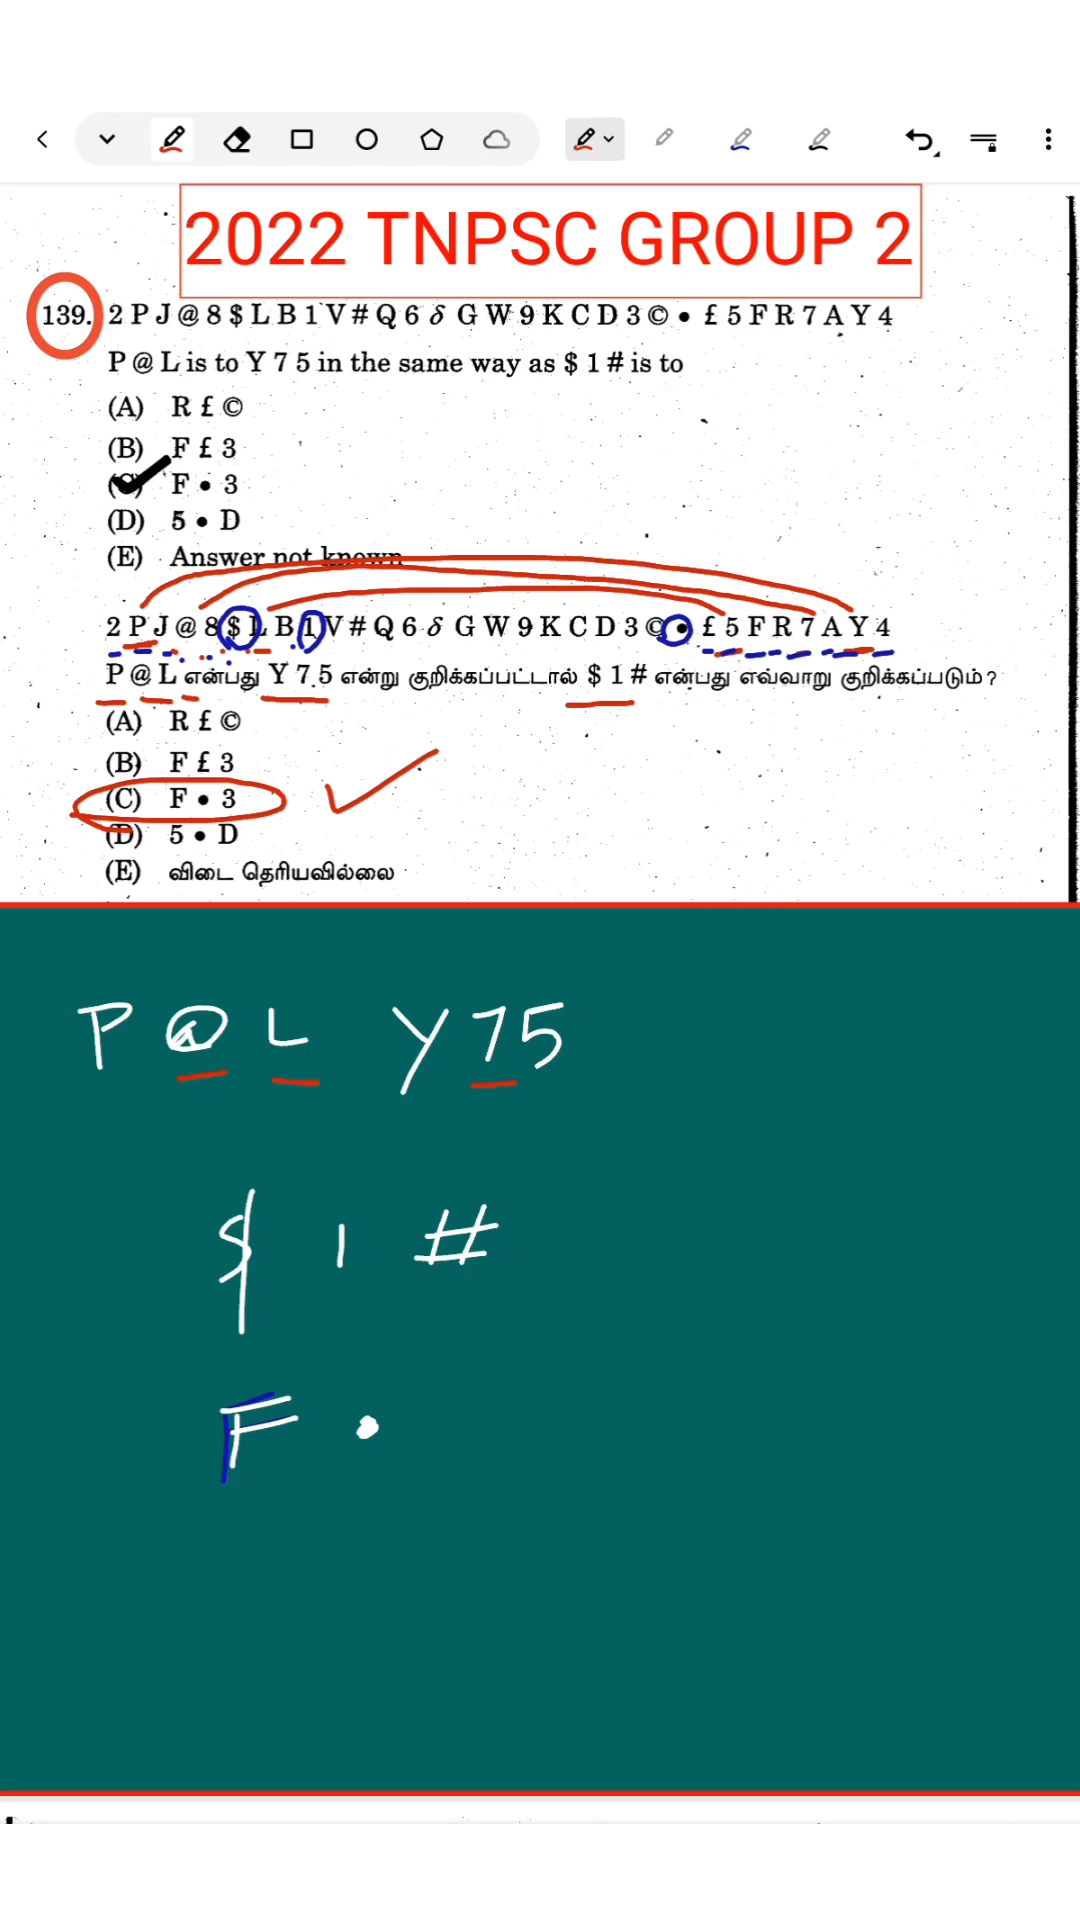 2022 TNPSC GROUP 2
139. 2 P J @ 8 $ L B 1 V # Q 6 δ G W 9 K C D 3 © • £ 5 F R 7 A Y 4
P @ L is to Y 7 5 in the same way as $ 1 # is to
(A) R £ ©
(B) F £ 3
(C) F • 3
(D) 5 • D
(E) Answer not known
2 P J @ 8 $ L B 1 V # Q 6 δ G W 9 K C D 3 © • £ 5 F R 7 A Y 4
P @ L என்பது Y 7 5 என்று குறிக்கப்பட்டால் $ 1 # என்பது எவ்வாறு குறிக்கப்படும் ?
(A) R £ ©
(B) F £ 3
(C) F • 3
(D) 5 • D
(E) விடை தெரியவில்லை
P @ L Y 7 5
$ 1 #
F •